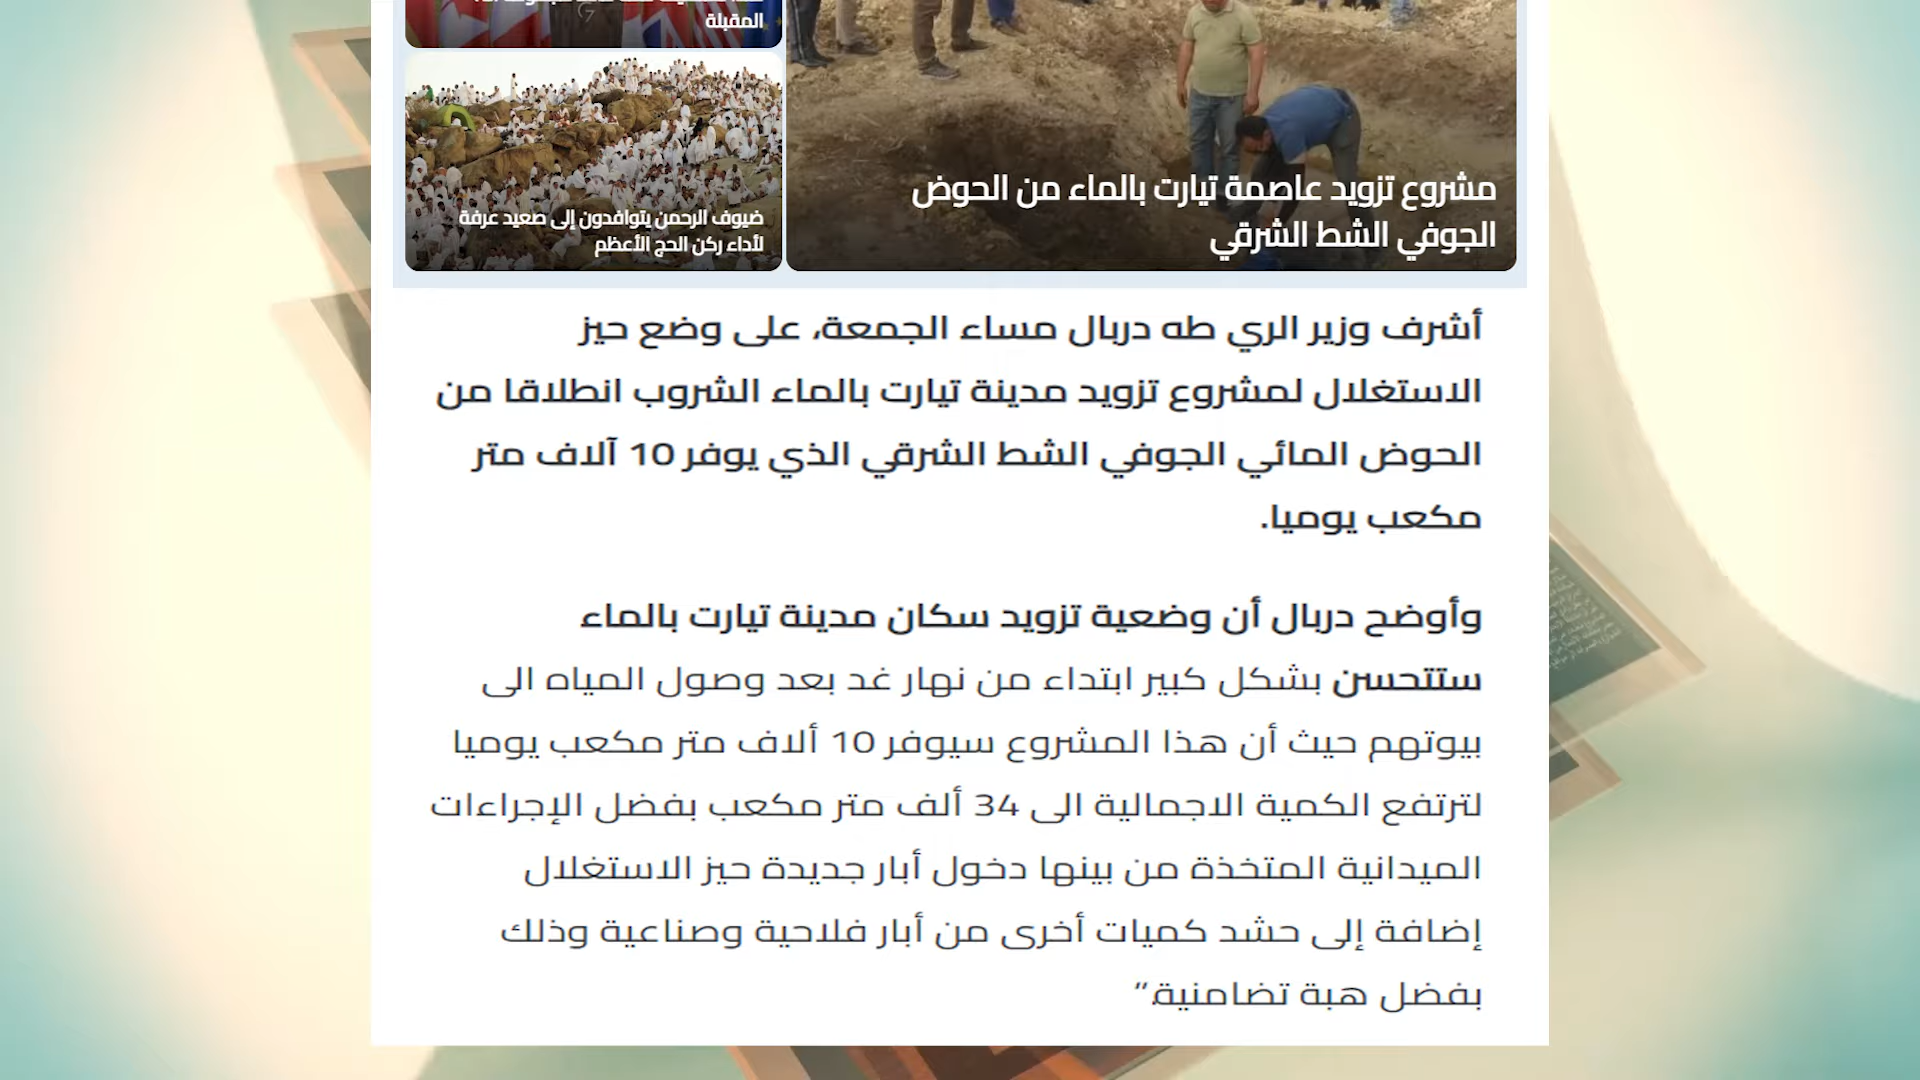 المقبلة
ضيوف الرحمن يتوافدون إلى صعيد عرفة
لأداء ركن الحج الأعظم
مشروع تزويد عاصمة تيارت بالماء من الحوض
الجوفي الشط الشرقي
أشرف وزير الري طه دربال مساء الجمعة، على وضع حيز
الاستغلال لمشروع تزويد مدينة تيارت بالماء الشروب انطلاقا من
الحوض المائي الجوفي الشط الشرقي الذي يوفر 10 آلاف متر
مكعب يوميا.
وأوضح دربال أن وضعية تزويد سكان مدينة تيارت بالماء
ستتحسن بشكل كبير ابتداء من نهار غد بعد وصول المياه الى
بيوتهم حيث أن هذا المشروع سيوفر 10 ألاف متر مكعب يوميا
لترتفع الكمية الاجمالية الى 34 ألف متر مكعب بفضل الإجراءات
الميدانية المتخذة من بينها دخول أبار جديدة حيز الاستغلال
إضافة إلى حشد كميات أخرى من أبار فلاحية وصناعية وذلك
بفضل هبة تضامنية.”